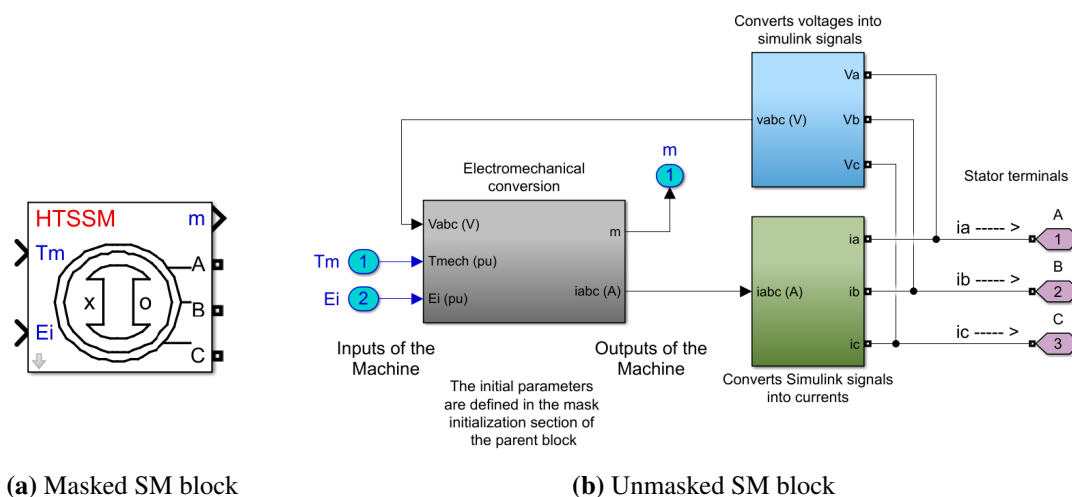 HTSSM
m
Tm
A
x
o
B
Ei
C
(a) Masked SM block
Converts voltages into
simulink signals
Va
vabc (V)
Vb
Vc
m
1
Electromechanical
conversion
Vabc (V)
m
Tm
1
Tmech (pu)
Ei
2
Ei (pu)
iabc (A)
Inputs of the
Machine
Outputs of the
Machine
The initial parameters
are defined in the mask
initialization section of
the parent block
ia
iabc (A)
ib
ic
Converts Simulink signals
into currents
Stator terminals
A
ia ----- >
1
B
ib ----- >
2
C
ic ----- >
3
(b) Unmasked SM block